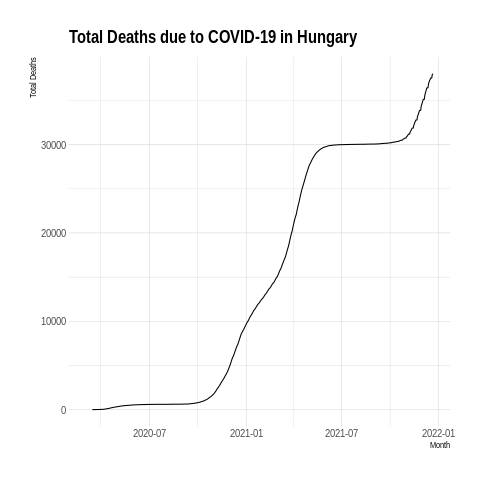 Total Deaths due to COVID-19 in Hungary
Total Deaths
30000
20000
10000
0
2020-07 2021-01 2021-07 2022-01
Month